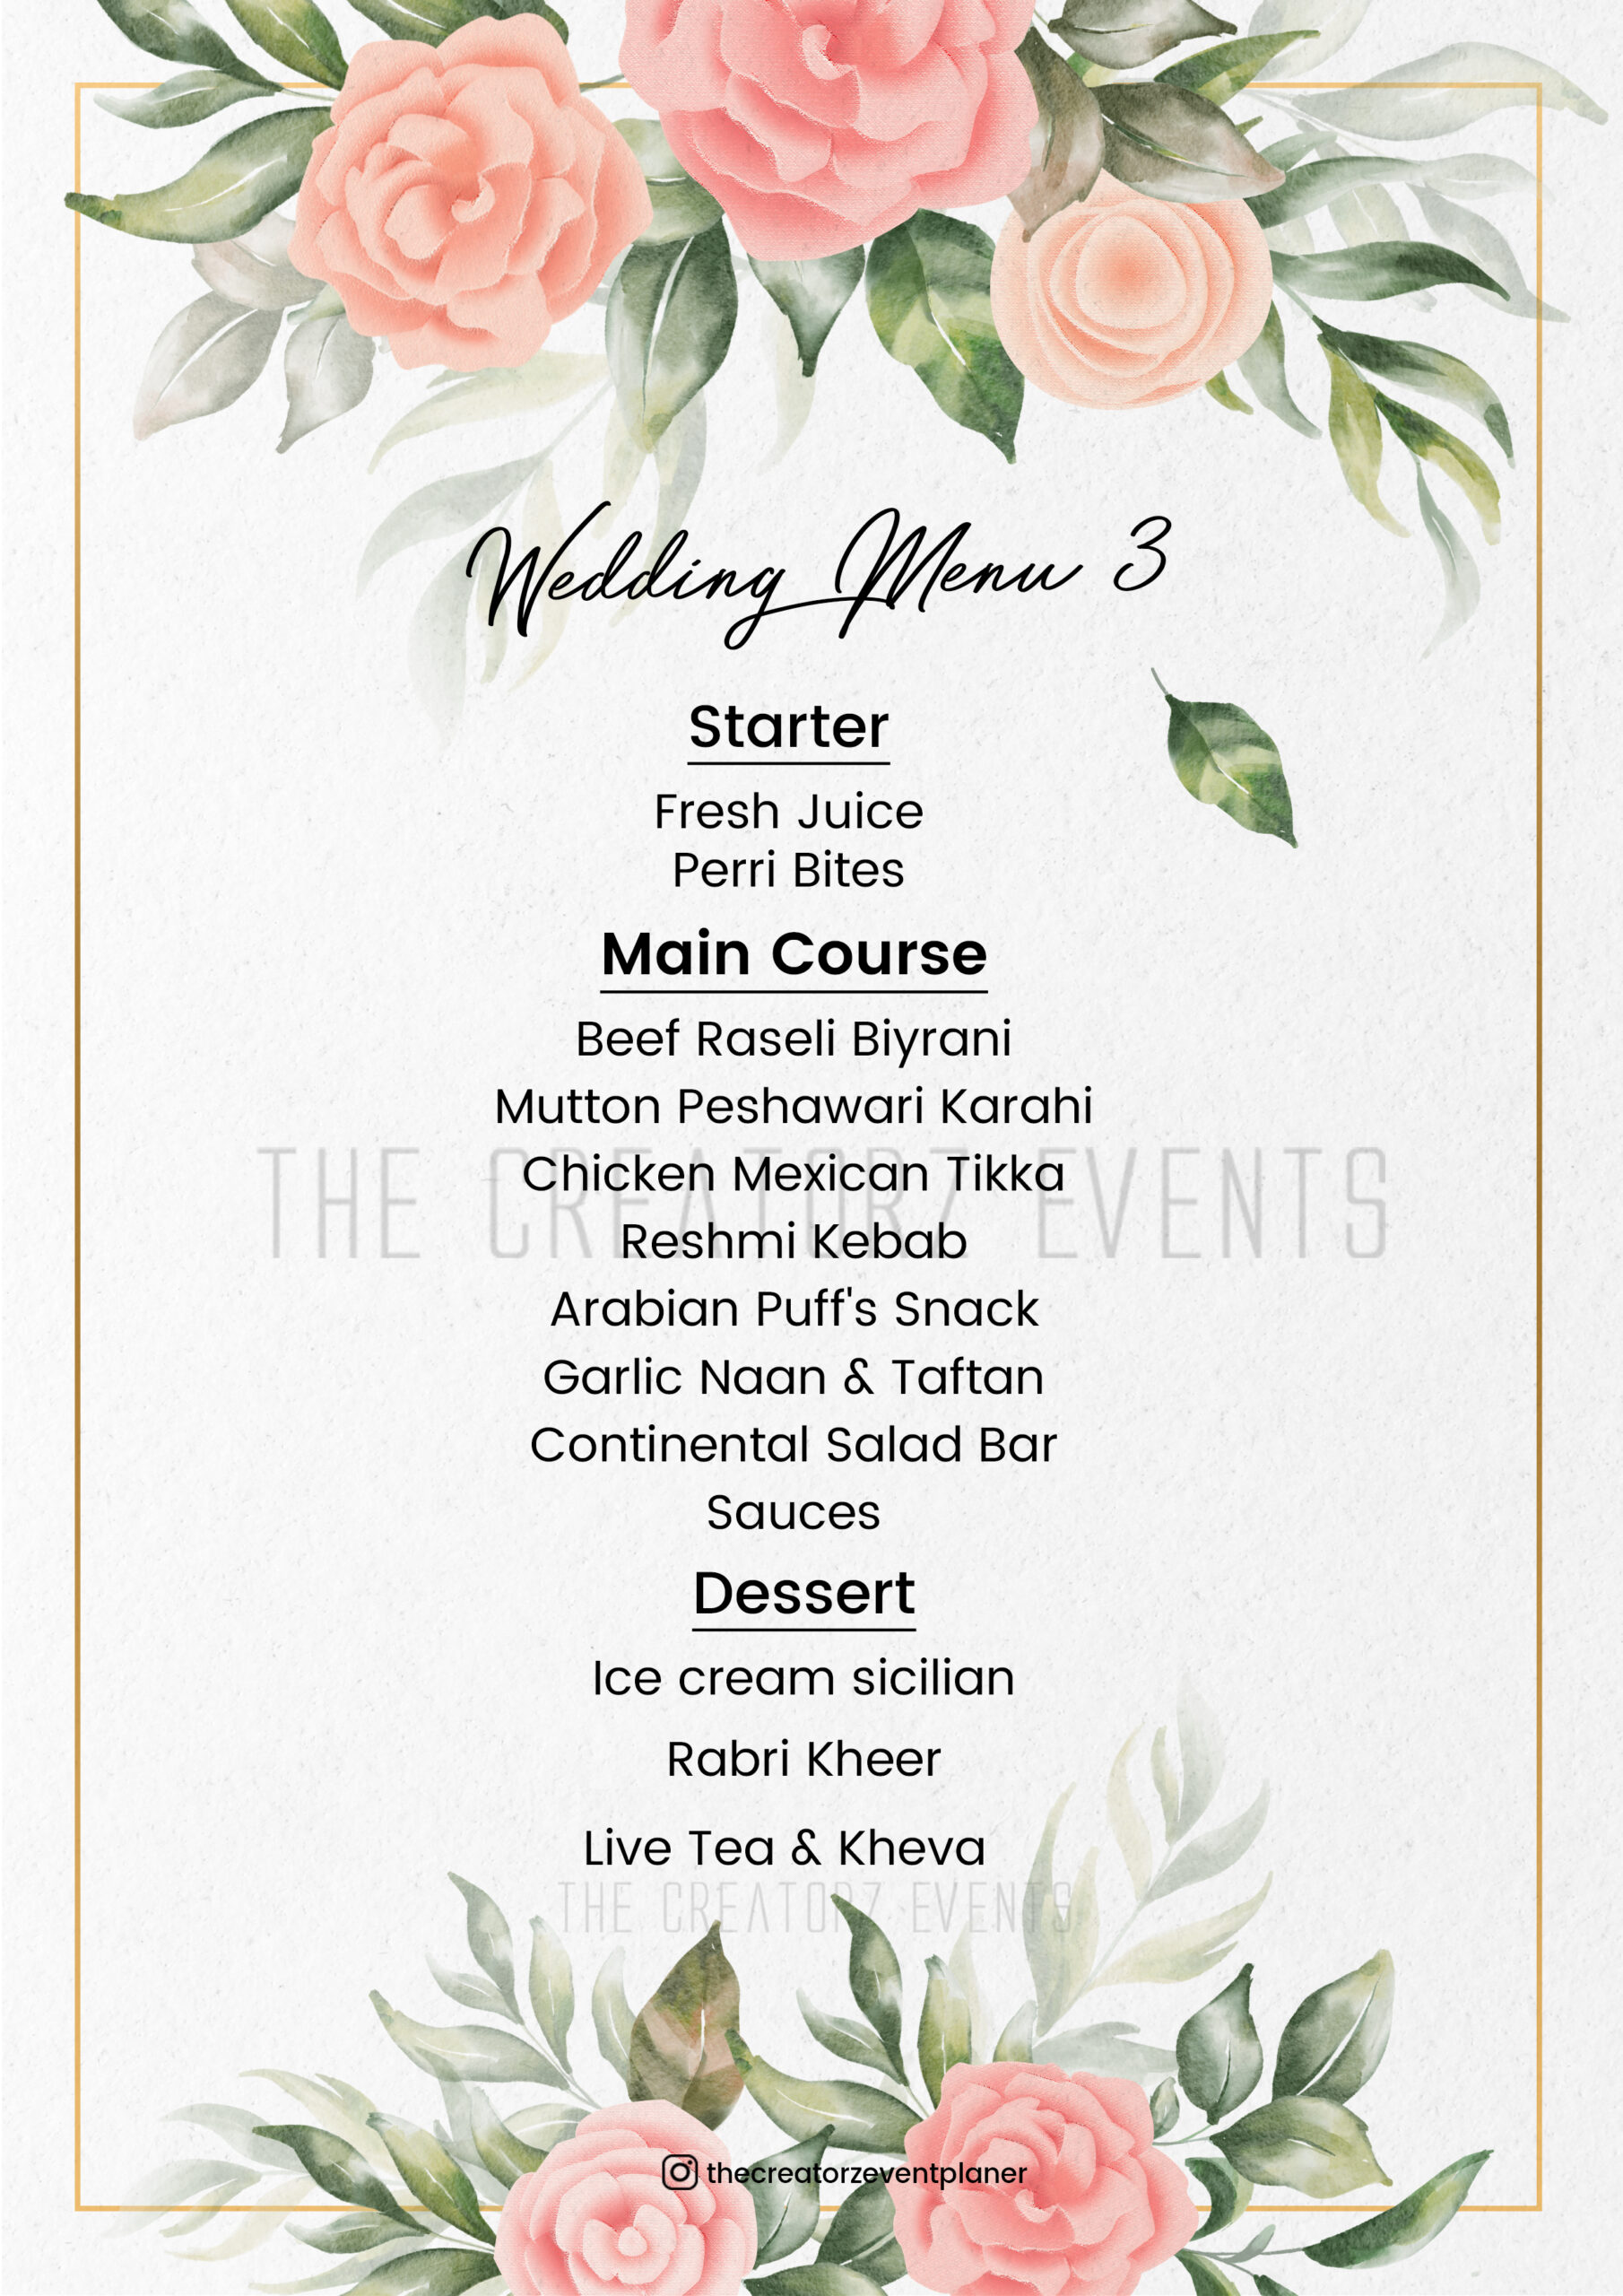 Wedding Menu 3
Starter
Fresh Juice
Perri Bites
Main Course
Beef Raseli Biyrani
Mutton Peshawari Karahi
Chicken Mexican Tikka
THE CREATORZ EVENTS
Reshmi Kebab
Arabian Puff's Snack
Garlic Naan & Taftan
Continental Salad Bar
Sauces
Dessert
Ice cream sicilian
Rabri Kheer
Live Tea & Kheva
THE CREATORZ EVENTS
thecreatorzeventplaner